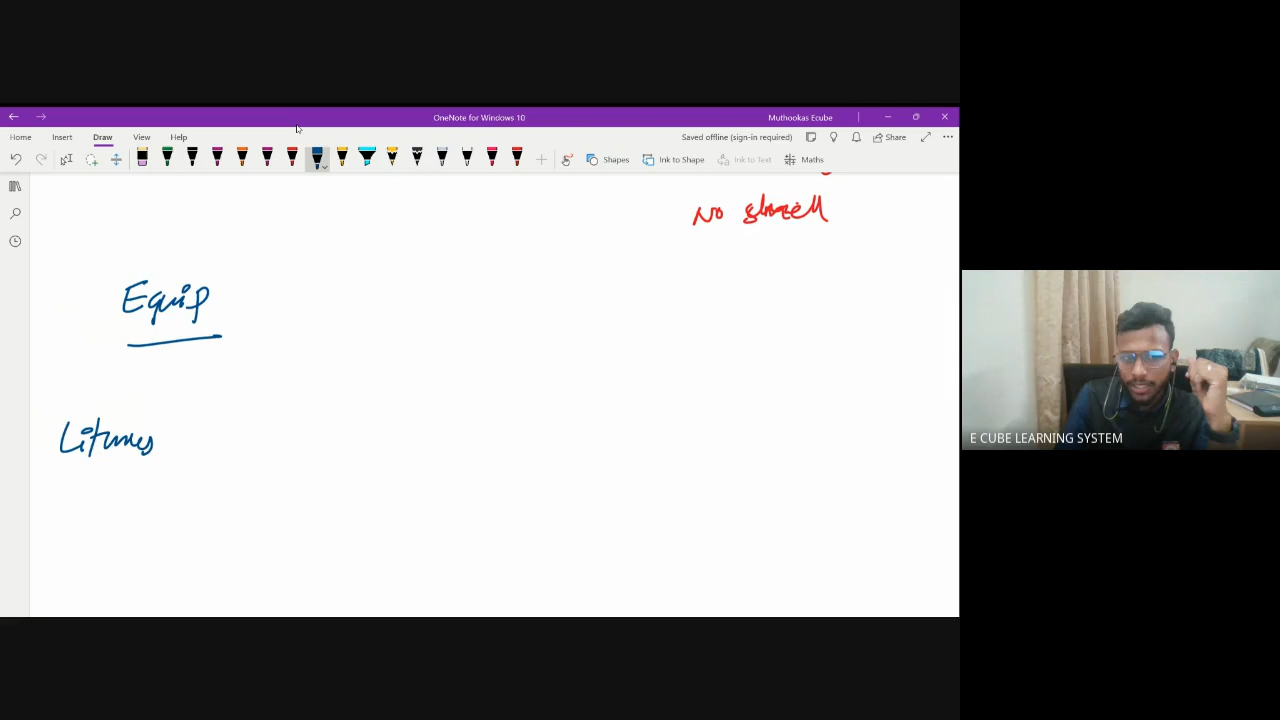 OneNote for Windows 10
Muthookas Ecube
Home Insert Draw View Help
Saved offline (sign-in required)
Share
Shapes
Ink to Shape
Ink to Text
Maths
No
Equip
E CUBE LEARNING SYSTEM